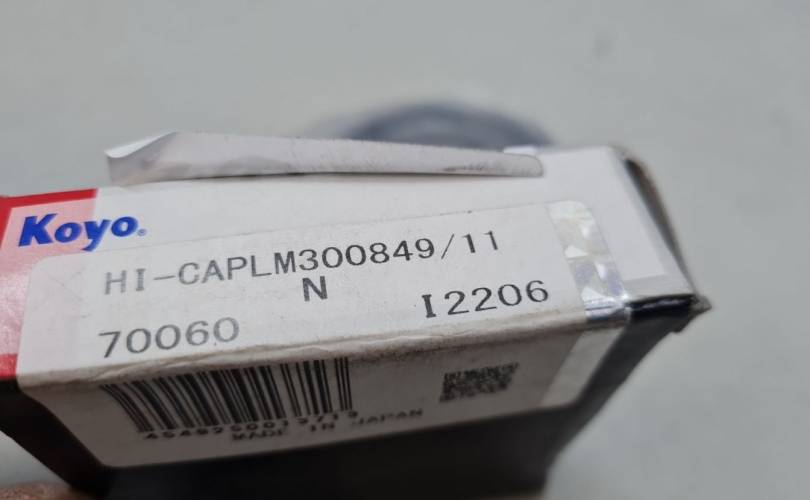 Koyo®
HI-CAPLM300849/11
N
70060
I2206
MADE IN JAPAN